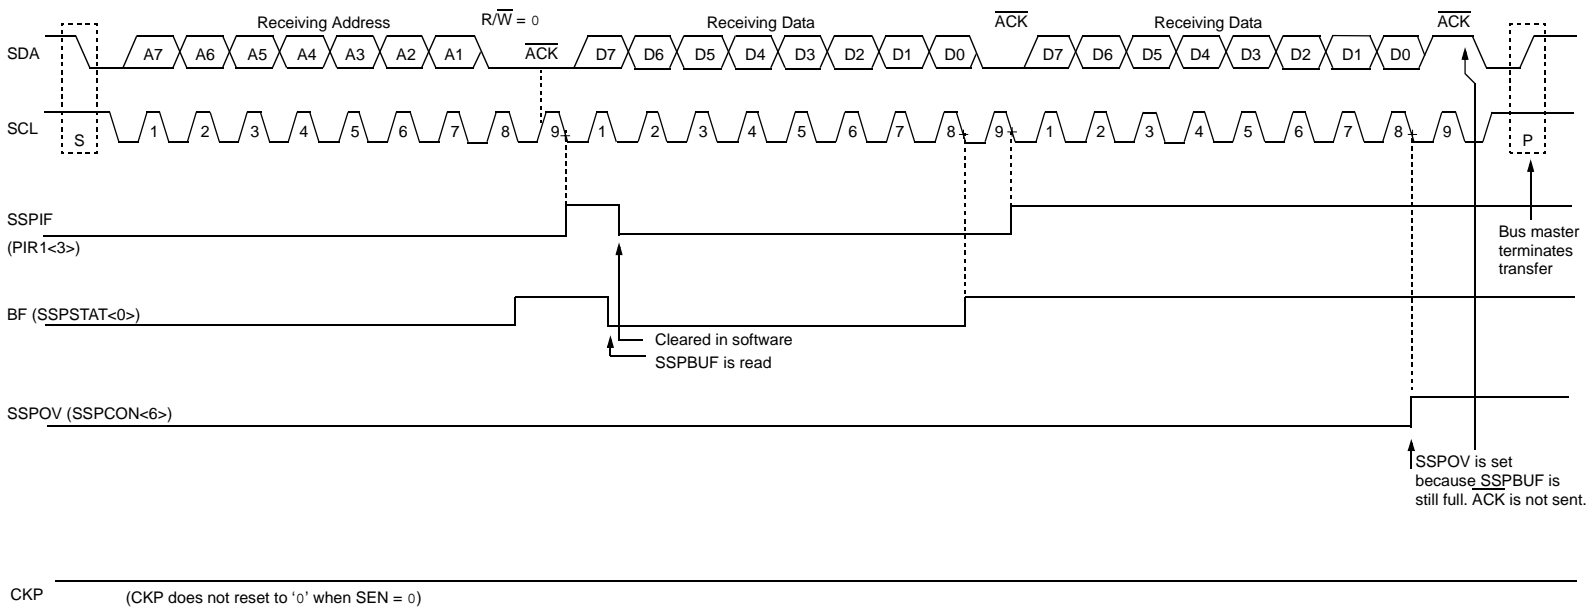 Receiving Address R/W = 0 Receiving Data ACK Receiving Data ACK
SDA A7 A6 A5 A4 A3 A2 A1 ACK D7 D6 D5 D4 D3 D2 D1 D0 D7 D6 D5 D4 D3 D2 D1 D0
SCL S 1 2 3 4 5 6 7 8 9 1 2 3 4 5 6 7 8 9 1 2 3 4 5 6 7 8 9 P
SSPIF
(PIR1<3>)
Bus master
terminates
transfer
BF (SSPSTAT<0>)
Cleared in software
SSPBUF is read
SSPOV (SSPCON<6>)
SSPOV is set
because SSPBUF is
still full. ACK is not sent.
CKP (CKP does not reset to ‘0’ when SEN = 0)